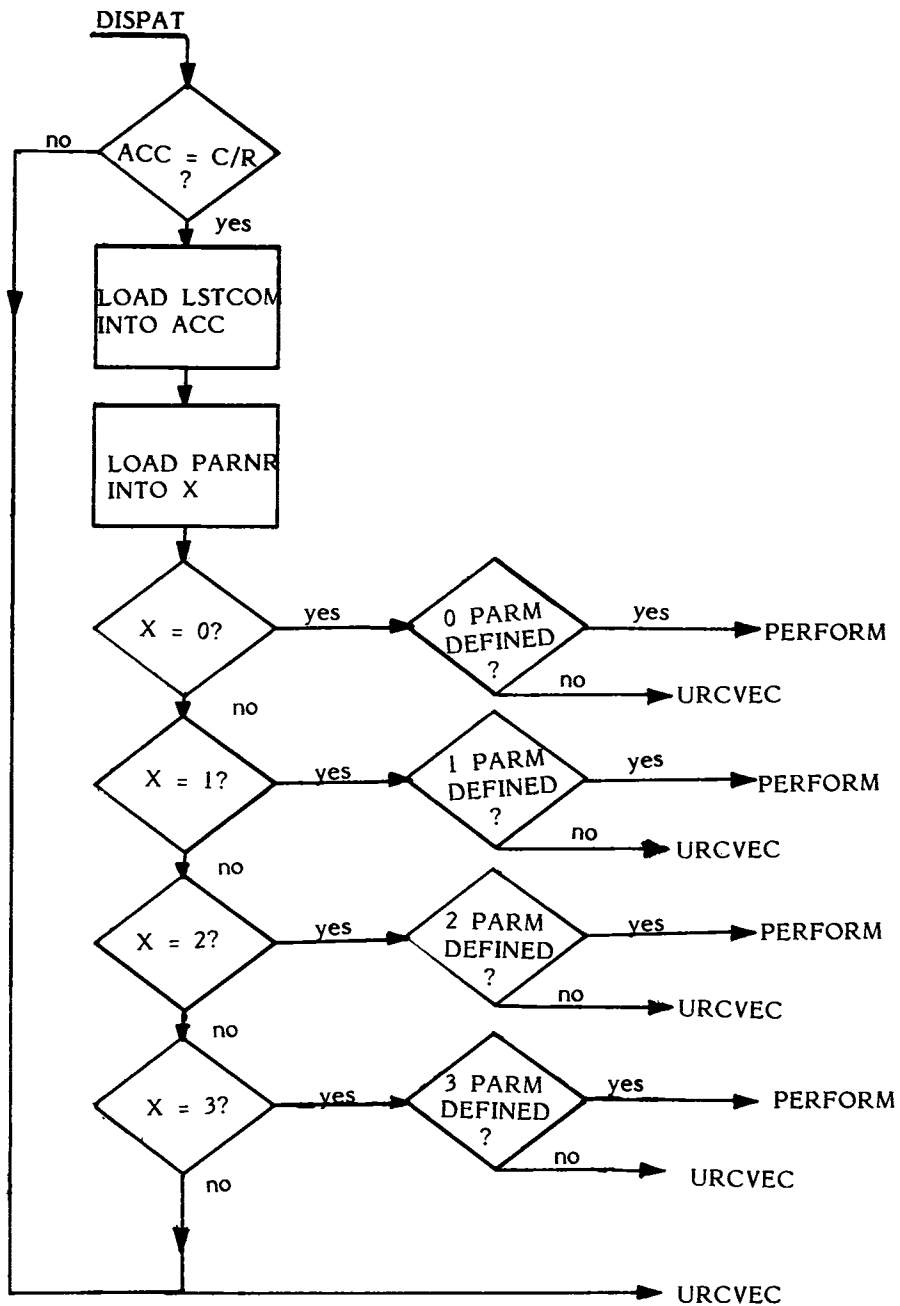 DISPAT
no
ACC = C/R
?
yes
LOAD LSTCOM
INTO ACC
LOAD PARNR
INTO X
X = 0?
yes
0 PARM
DEFINED
?
yes
PERFORM
no
URCVEC
no
X = 1?
yes
1 PARM
DEFINED
?
yes
PERFORM
no
URCVEC
no
X = 2?
yes
2 PARM
DEFINED
?
yes
PERFORM
no
URCVEC
no
X = 3?
yes
3 PARM
DEFINED
?
yes
PERFORM
no
URCVEC
no
URCVEC